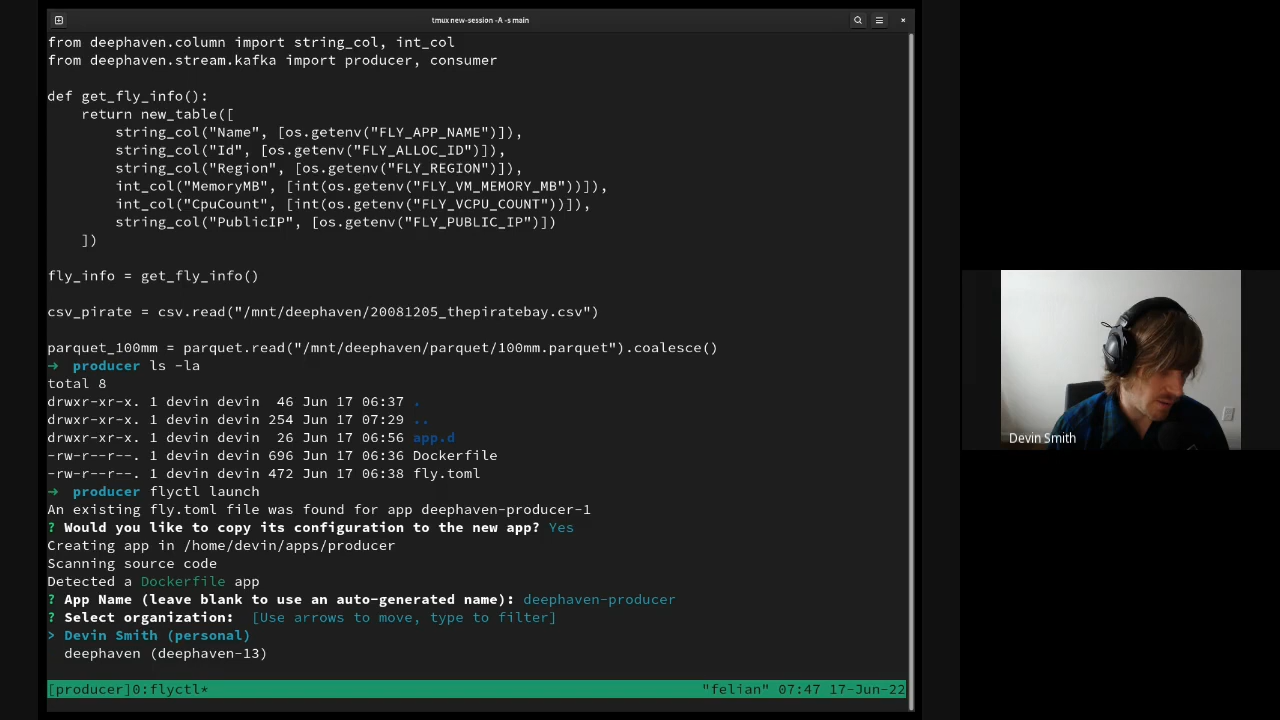 tmux new-session -A -s main
from deephaven.column import string_col, int_col
from deephaven.stream.kafka import producer, consumer
def get_fly_info():
    return new_table([
        string_col("Name", [os.getenv("FLY_APP_NAME")]),
        string_col("Id", [os.getenv("FLY_ALLOC_ID")]),
        string_col("Region", [os.getenv("FLY_REGION")]),
        int_col("MemoryMB", [int(os.getenv("FLY_VM_MEMORY_MB"))]),
        int_col("CpuCount", [int(os.getenv("FLY_VCPU_COUNT"))]),
        string_col("PublicIP", [os.getenv("FLY_PUBLIC_IP")])
    ])
fly_info = get_fly_info()
csv_pirate = csv.read("/mnt/deephaven/20081205_thepiratebay.csv")
parquet_100mm = parquet.read("/mnt/deephaven/parquet/100mm.parquet").coalesce()
→  producer ls -la
total 8
drwxr-xr-x. 1 devin devin  46 Jun 17 06:37 .
drwxr-xr-x. 1 devin devin 254 Jun 17 07:29 ..
drwxr-xr-x. 1 devin devin  26 Jun 17 06:56 app.d
-rw-r--r--. 1 devin devin 696 Jun 17 06:36 Dockerfile
-rw-r--r--. 1 devin devin 472 Jun 17 06:38 fly.toml
→  producer flyctl launch
An existing fly.toml file was found for app deephaven-producer-1
? Would you like to copy its configuration to the new app? Yes
Creating app in /home/devin/apps/producer
Scanning source code
Detected a Dockerfile app
? App Name (leave blank to use an auto-generated name): deephaven-producer
? Select organization:  [Use arrows to move, type to filter]
> Devin Smith (personal)
  deephaven (deephaven-13)
[producer]0:flyctl* "felian" 07:47 17-Jun-22
Devin Smith